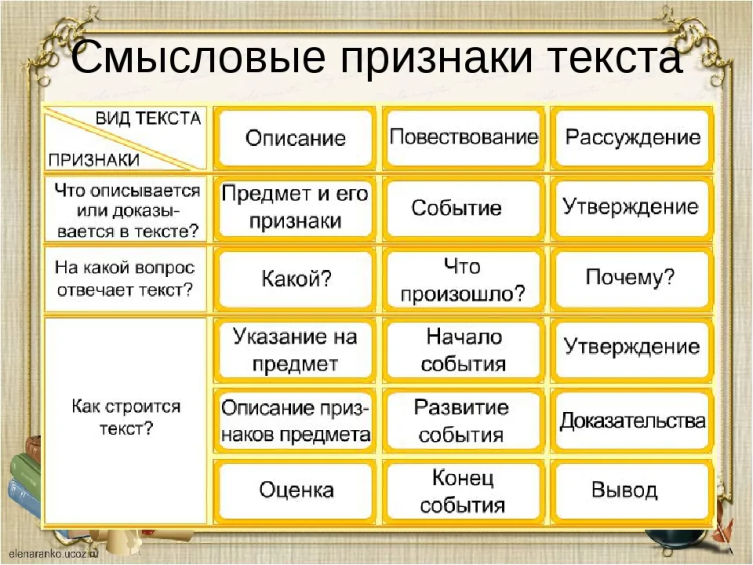 Смысловые признаки текста
ВИД ТЕКСТА
ПРИЗНАКИ
Описание
Повествование
Рассуждение
Что описывается
или доказы-
вается в тексте?
Предмет и его
признаки
Событие
Утверждение
На какой вопрос
отвечает текст?
Какой?
Что
произошло?
Почему?
Как строится
текст?
Указание на
предмет
Начало
события
Утверждение
Описание приз-
наков предмета
Развитие
события
Доказательства
Оценка
Конец
события
Вывод
elenaranko.ucoz.ru